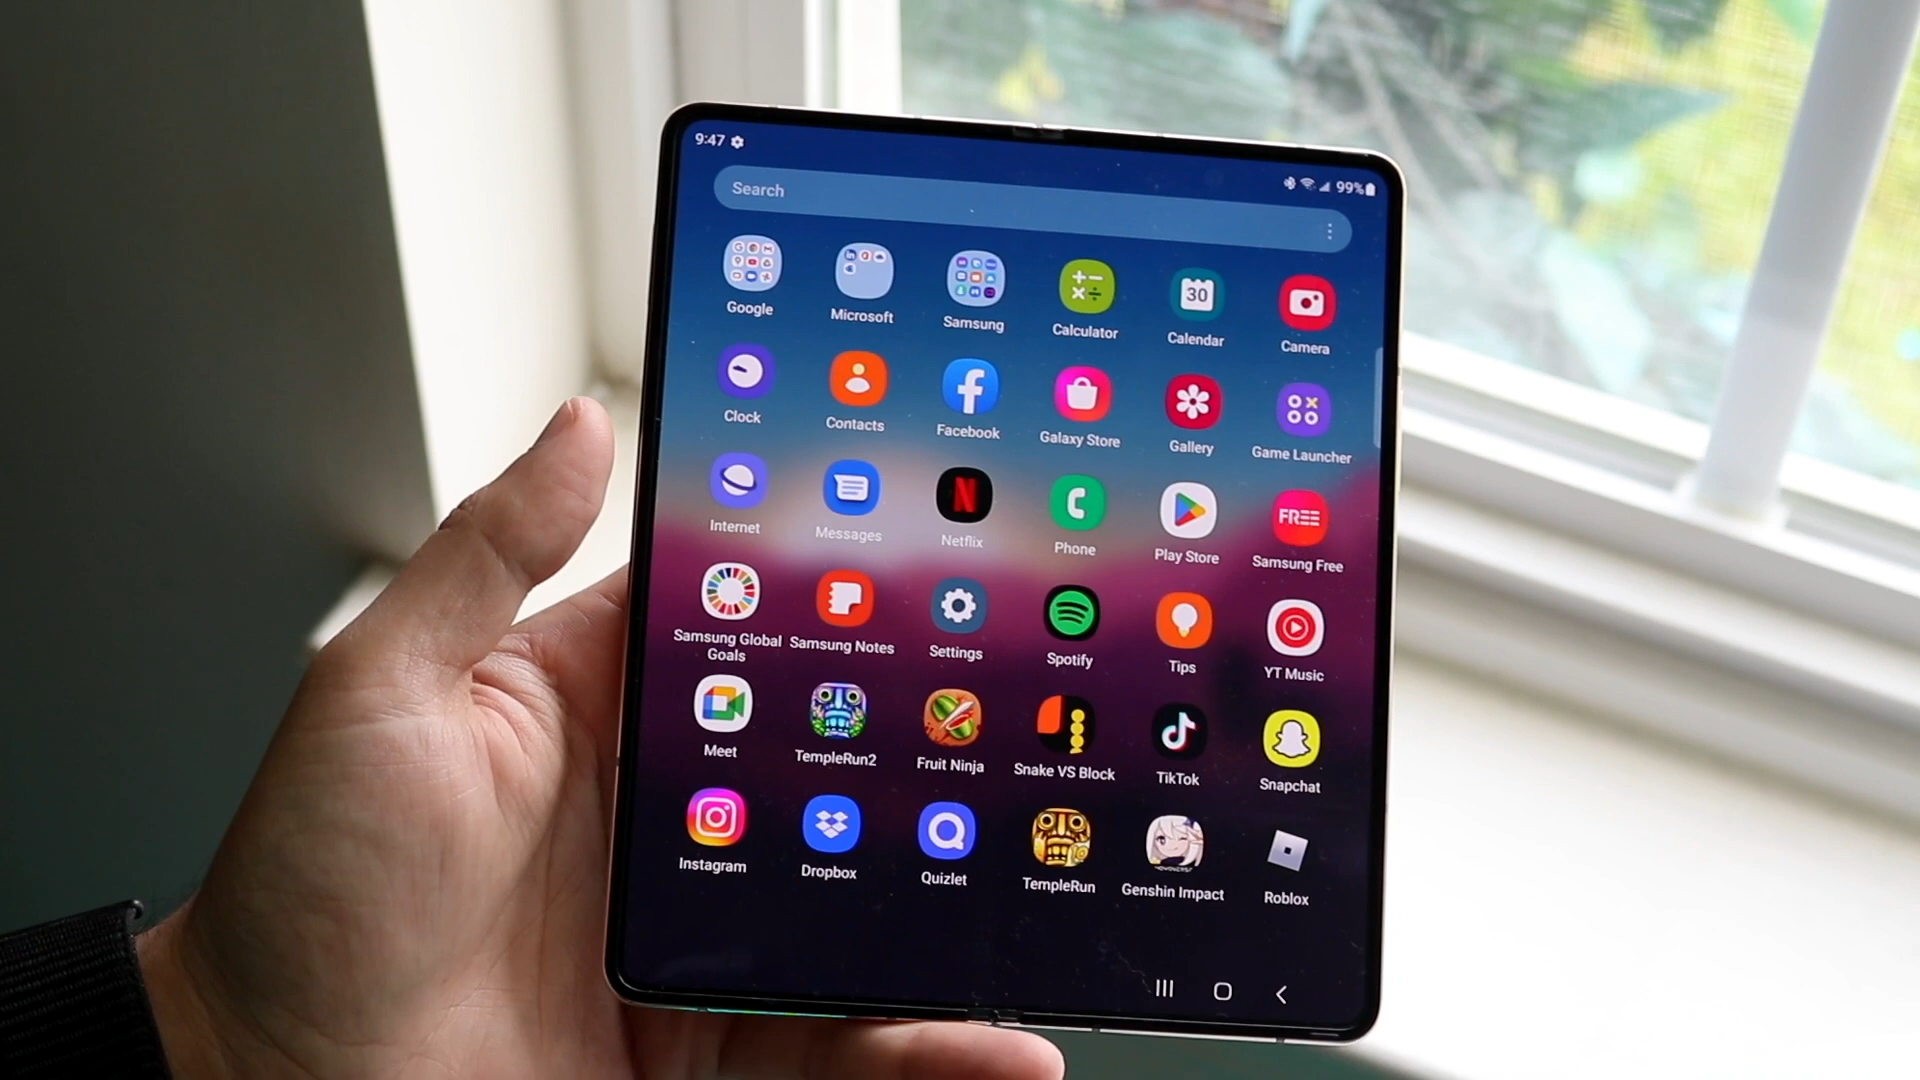 9:47
99%
Search
Google Microsoft Samsung Calculator Calendar Camera
30
Clock Contacts Facebook Galaxy Store Gallery Game Launcher
Internet Messages Netflix Phone Play Store Samsung Free
N
FREE
Samsung Global Goals Samsung Notes Settings Spotify Tips YT Music
Meet TempleRun2 Fruit Ninja Snake VS Block TikTok Snapchat
Instagram Dropbox Quizlet TempleRun Genshin Impact Roblox